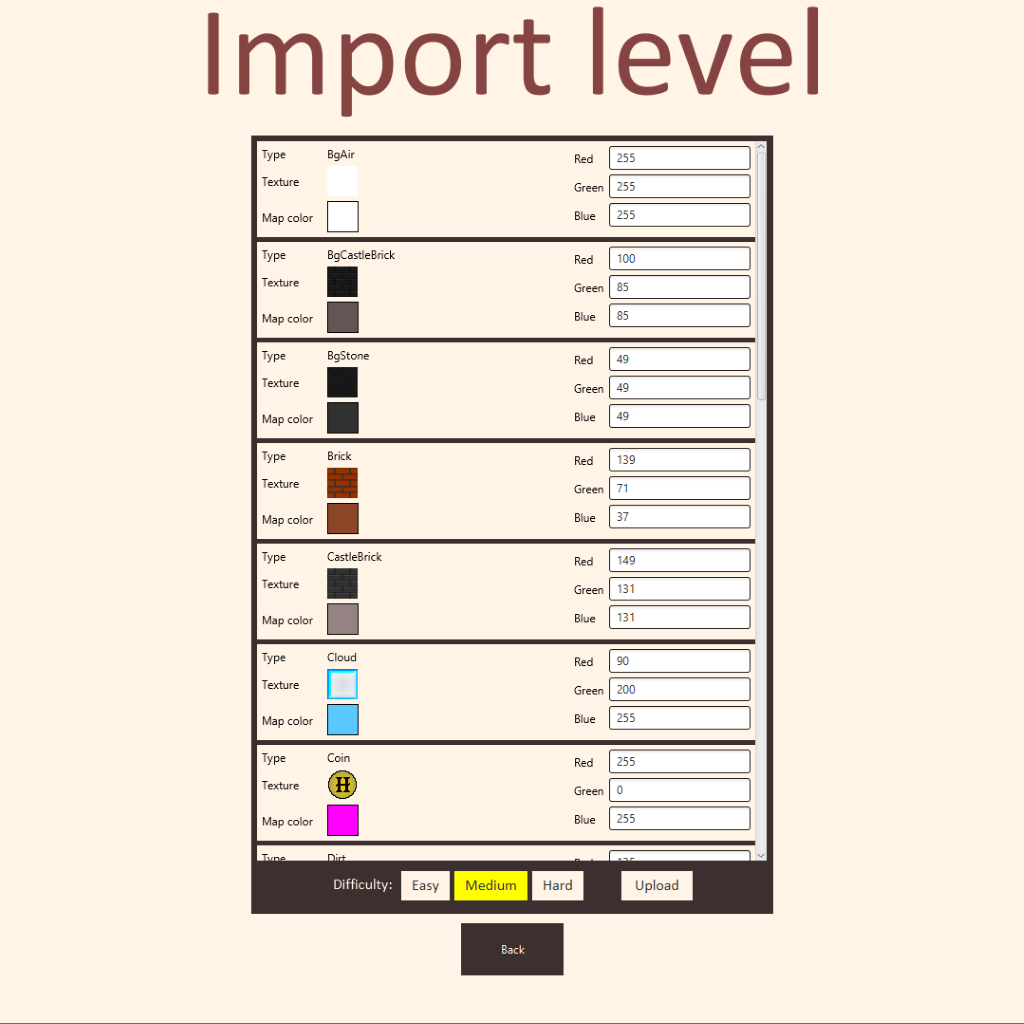 Import level
Type BgAir Red 255
Texture Green 255
Map color Blue 255
Type BgCastleBrick Red 100
Texture Green 85
Map color Blue 85
Type BgStone Red 49
Texture Green 49
Map color Blue 49
Type Brick Red 139
Texture Green 71
Map color Blue 37
Type CastleBrick Red 149
Texture Green 131
Map color Blue 131
Type Cloud Red 90
Texture Green 200
Map color Blue 255
Type Coin Red 255
Texture H Green 0
Map color Blue 255
Type Dirt Red
Difficulty: Easy Medium Hard Upload
Back